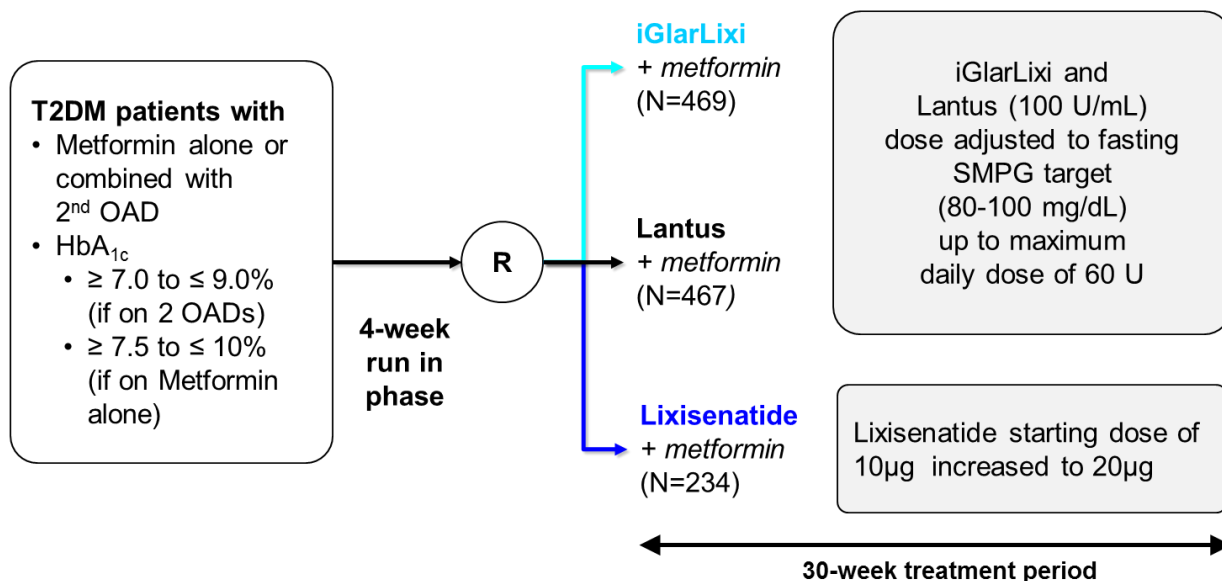 T2DM patients with
• Metformin alone or
combined with
2nd OAD
• HbA1c
• ≥ 7.0 to ≤ 9.0%
(if on 2 OADs)
• ≥ 7.5 to ≤ 10%
(if on Metformin
alone)
4-week
run in
phase
R
iGlarLixi
+ metformin
(N=469)
Lantus
+ metformin
(N=467)
Lixisenatide
+ metformin
(N=234)
iGlarLixi and
Lantus (100 U/mL)
dose adjusted to fasting
SMPG target
(80-100 mg/dL)
up to maximum
daily dose of 60 U
Lixisenatide starting dose of
10µg increased to 20µg
30-week treatment period